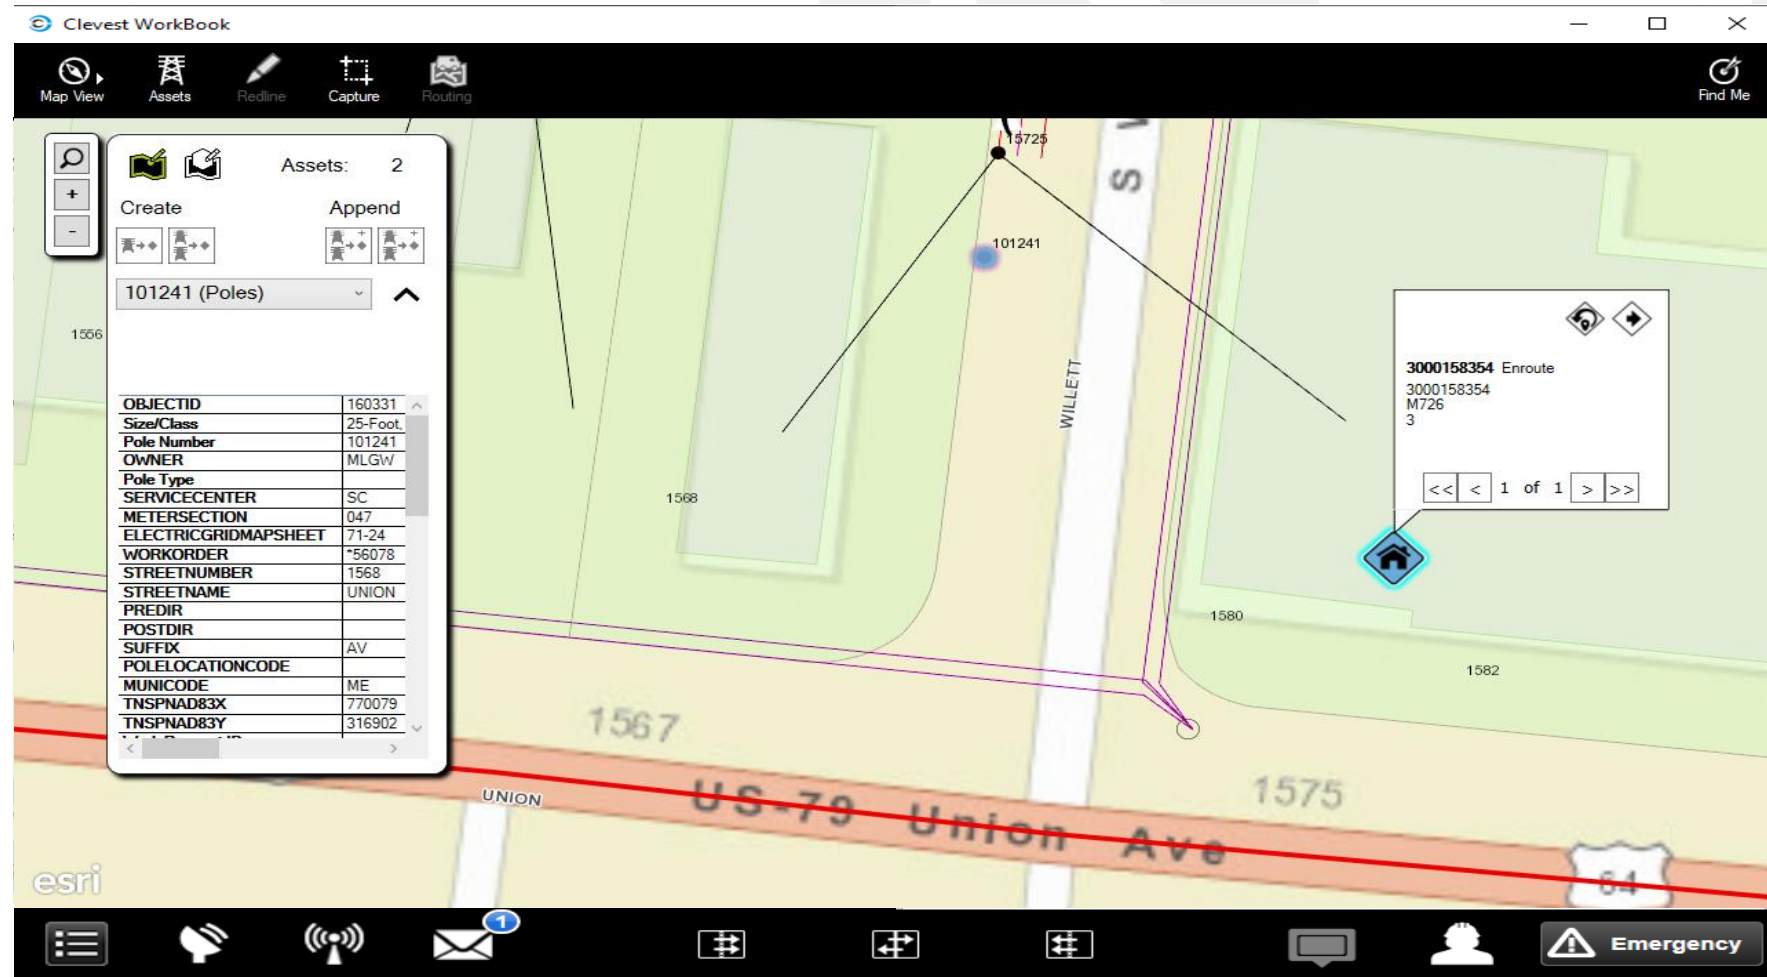 Clevest WorkBook
Map View
Assets
Redline
Capture
Routing
Find Me
+
-
Assets: 2
Create Append
101241 (Poles)
OBJECTID 160331
Size/Class 25-Foot,
Pole Number 101241
OWNER MLGW
Pole Type
SERVICECENTER SC
METERSECTION 047
ELECTRICGRIDMAPSHEET 71-24
WORKORDER *56078
STREETNUMBER 1568
STREETNAME UNION
PREDIR
POSTDIR
SUFFIX AV
POLELOCATIONCODE
MUNICODE ME
TNSPNAD83X 770079
TNSPNAD83Y 316902
1556
15725
S
101241
WILLETT
1568
3000158354 Enroute
3000158354
M726
3
<< < 1 of 1 > >>
1580
1582
1567
1575
UNION
US-79 Union Ave
64
esri
1
Emergency